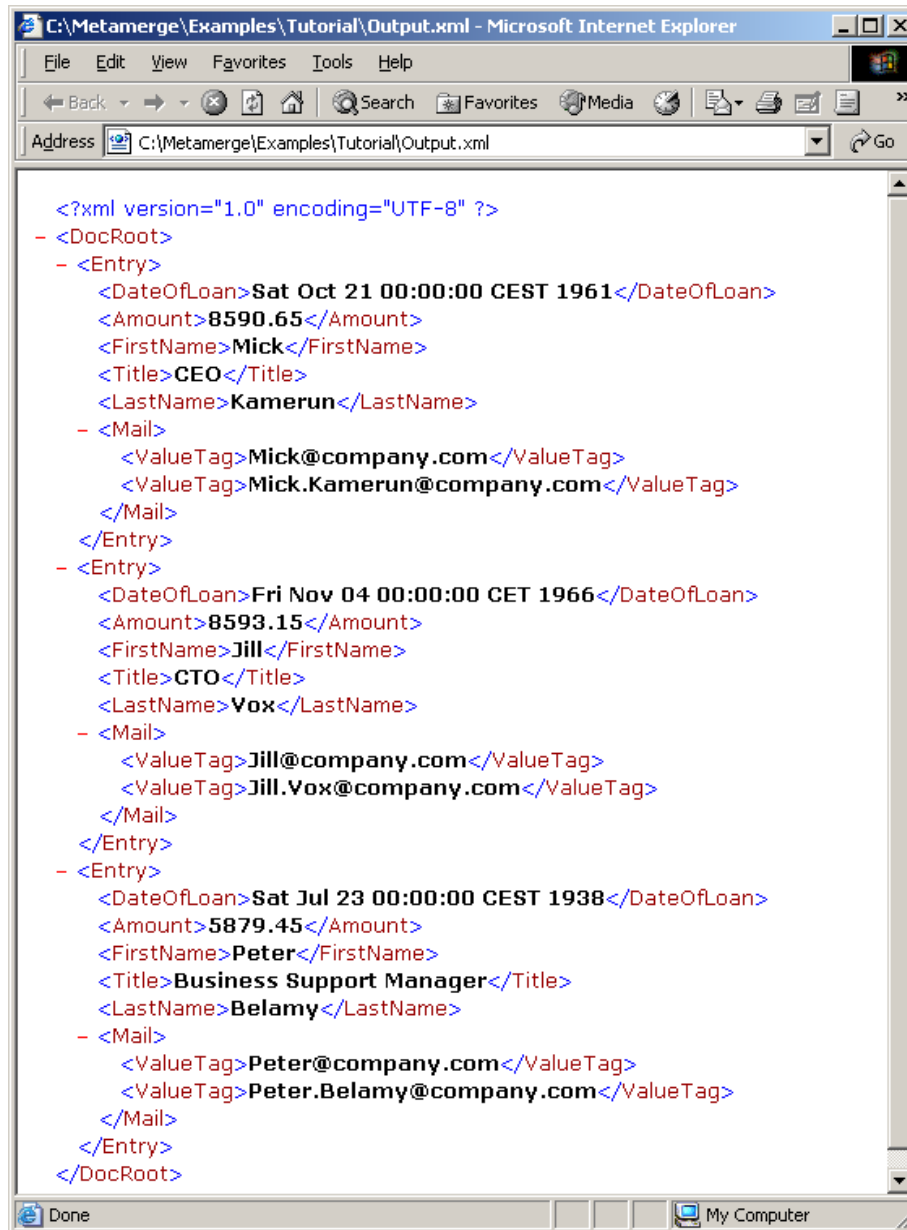 C:\Metamerge\Examples\Tutorial\Output.xml - Microsoft Internet Explorer
File Edit View Favorites Tools Help
Back Search Favorites Media »
Address C:\Metamerge\Examples\Tutorial\Output.xml Go
<?xml version="1.0" encoding="UTF-8" ?>
- <DocRoot>
- <Entry>
<DateOfLoan>Sat Oct 21 00:00:00 CEST 1961</DateOfLoan>
<Amount>8590.65</Amount>
<FirstName>Mick</FirstName>
<Title>CEO</Title>
<LastName>Kamerun</LastName>
- <Mail>
<ValueTag>Mick@company.com</ValueTag>
<ValueTag>Mick.Kamerun@company.com</ValueTag>
</Mail>
</Entry>
- <Entry>
<DateOfLoan>Fri Nov 04 00:00:00 CET 1966</DateOfLoan>
<Amount>8593.15</Amount>
<FirstName>Jill</FirstName>
<Title>CTO</Title>
<LastName>Vox</LastName>
- <Mail>
<ValueTag>Jill@company.com</ValueTag>
<ValueTag>Jill.Vox@company.com</ValueTag>
</Mail>
</Entry>
- <Entry>
<DateOfLoan>Sat Jul 23 00:00:00 CEST 1938</DateOfLoan>
<Amount>5879.45</Amount>
<FirstName>Peter</FirstName>
<Title>Business Support Manager</Title>
<LastName>Belamy</LastName>
- <Mail>
<ValueTag>Peter@company.com</ValueTag>
<ValueTag>Peter.Belamy@company.com</ValueTag>
</Mail>
</Entry>
</DocRoot>
Done My Computer